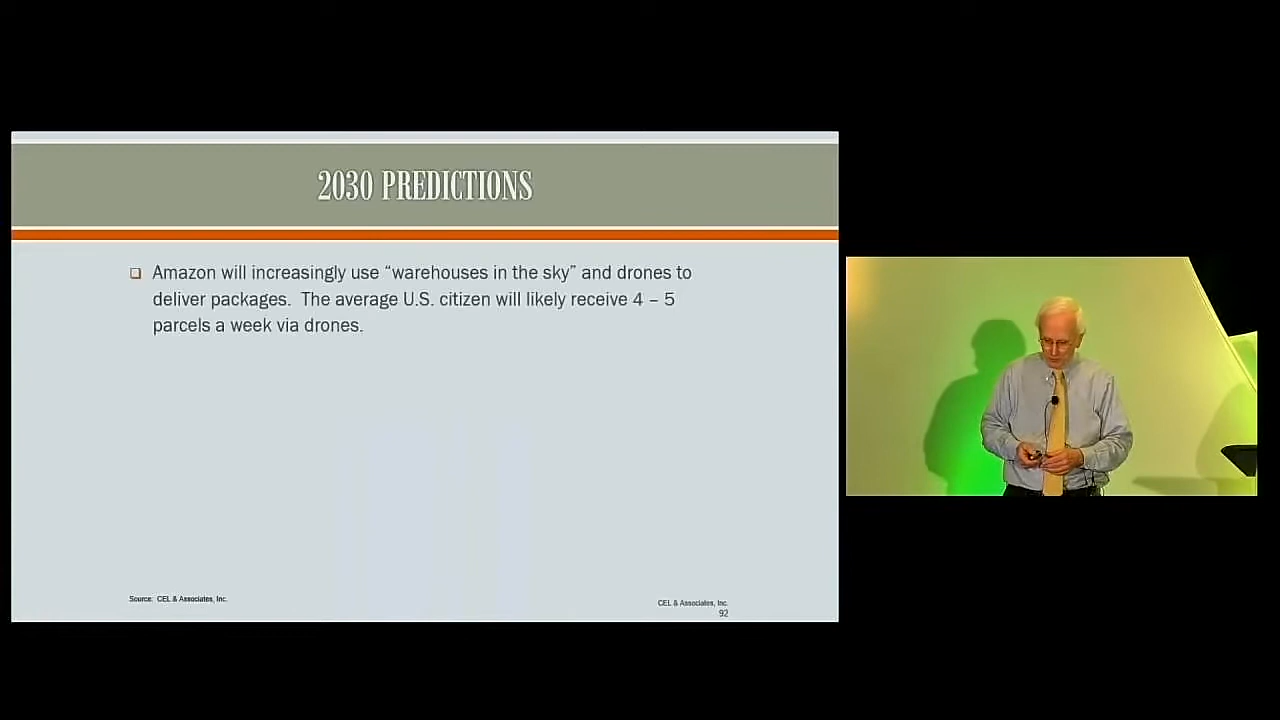 2030 PREDICTIONS
Amazon will increasingly use “warehouses in the sky” and drones to
deliver packages. The average U.S. citizen will likely receive 4 – 5
parcels a week via drones.
Source: CEL & Associates, Inc.
CEL & Associates, Inc.
92